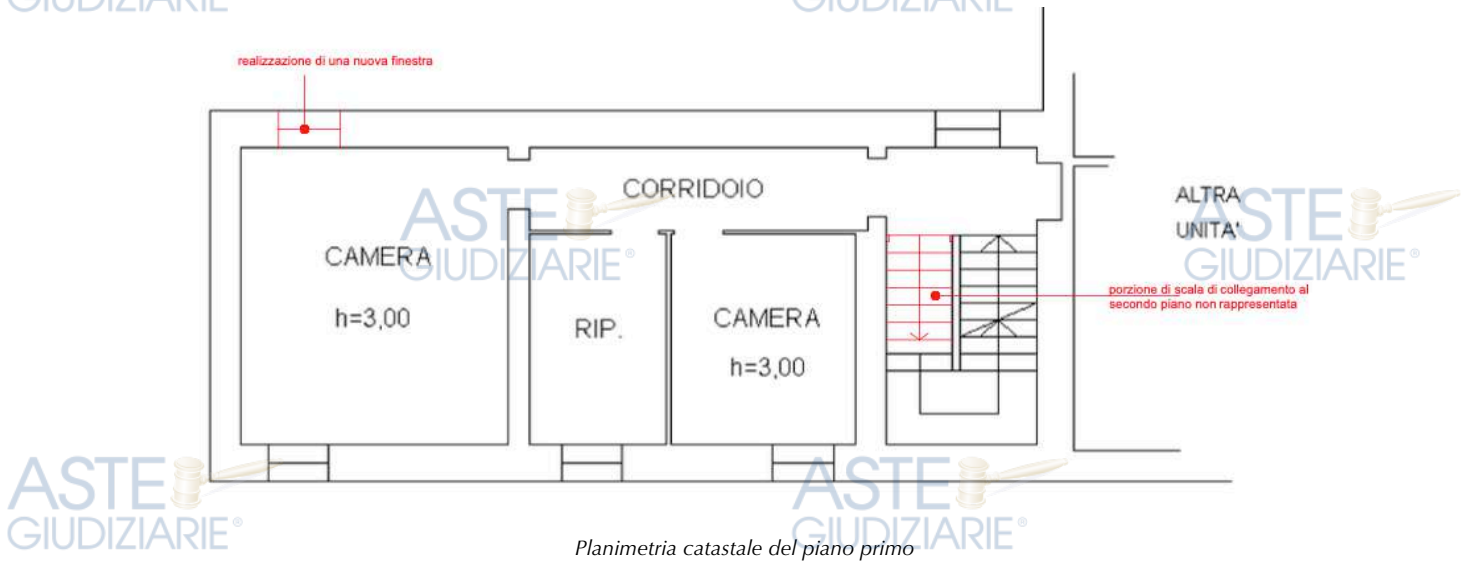 GIUDIZIARIE
GIUDIZIARIE
realizzazione di una nuova finestra
CORRIDOIO
ASTE
GIUDIZIARIE®
ALTRA
UNITA'
ASTE
GIUDIZIARIE®
CAMERA
h=3,00
RIP.
CAMERA
h=3,00
porzione di scala di collegamento al
secondo piano non rappresentata
ASTE
GIUDIZIARIE®
ASTE
GIUDIZIARIE®
Planimetria catastale del piano primo